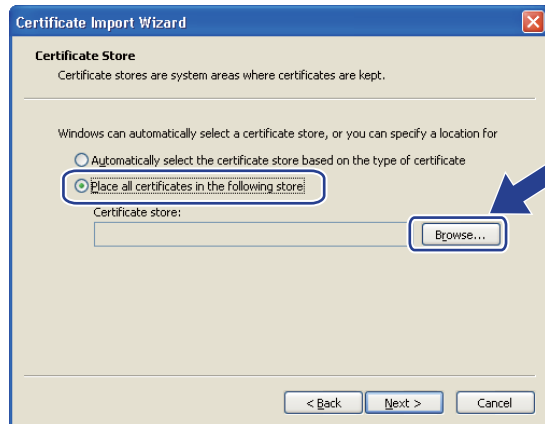 Certificate Import Wizard
Certificate Store
Certificate stores are system areas where certificates are kept.
Windows can automatically select a certificate store, or you can specify a location for
Automatically select the certificate store based on the type of certificate
Place all certificates in the following store
Certificate store:
Browse...
< Back Next > Cancel